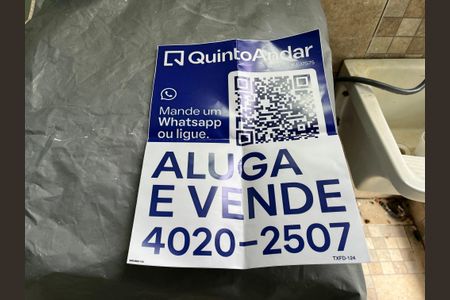 QuintoAndar
Mande um
Whatsapp
ou ligue.
ALUGA
E VENDE
4020-2507
TXFD-124